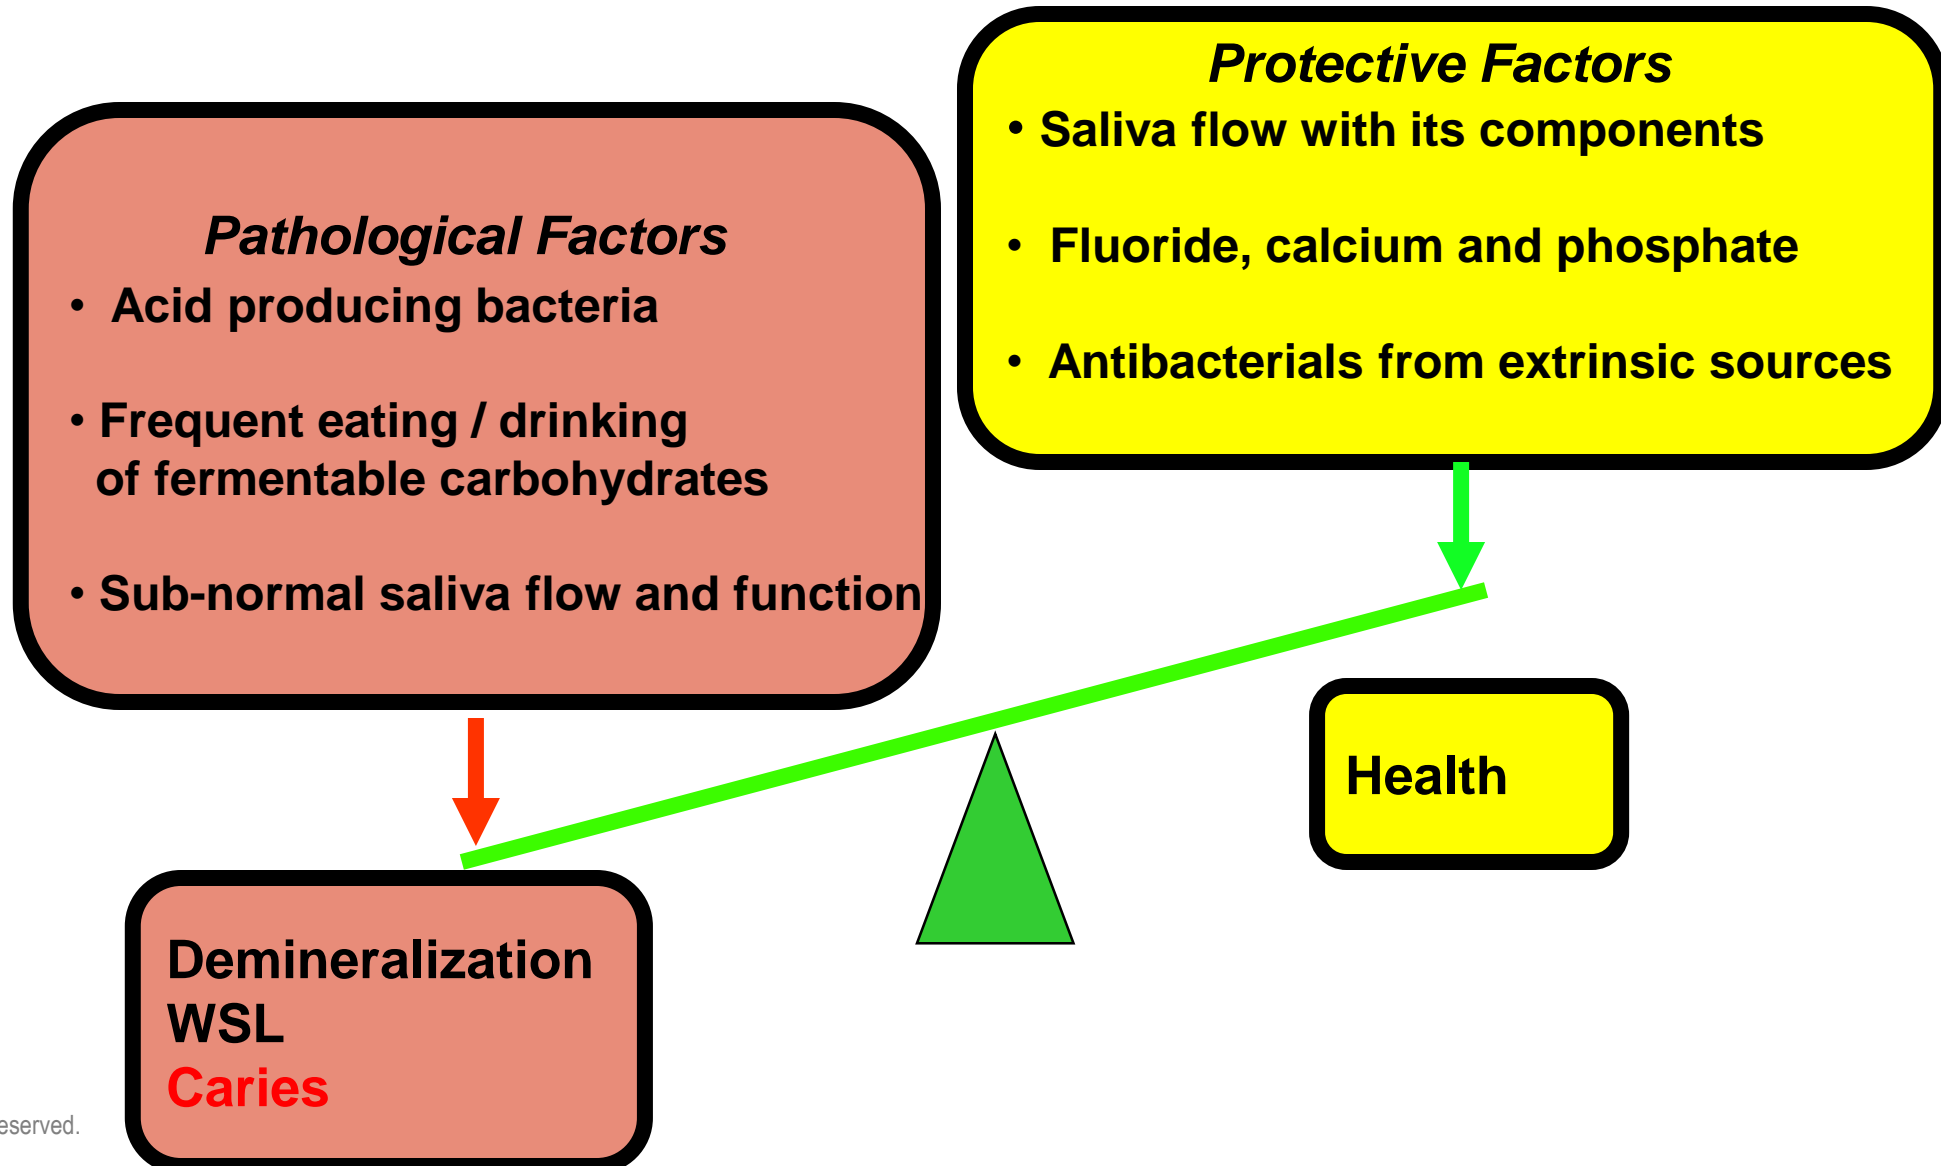 Protective Factors
• Saliva flow with its components
• Fluoride, calcium and phosphate
• Antibacterials from extrinsic sources
Pathological Factors
• Acid producing bacteria
• Frequent eating / drinking
of fermentable carbohydrates
• Sub-normal saliva flow and function
Health
Demineralization
WSL
Caries
eserved.